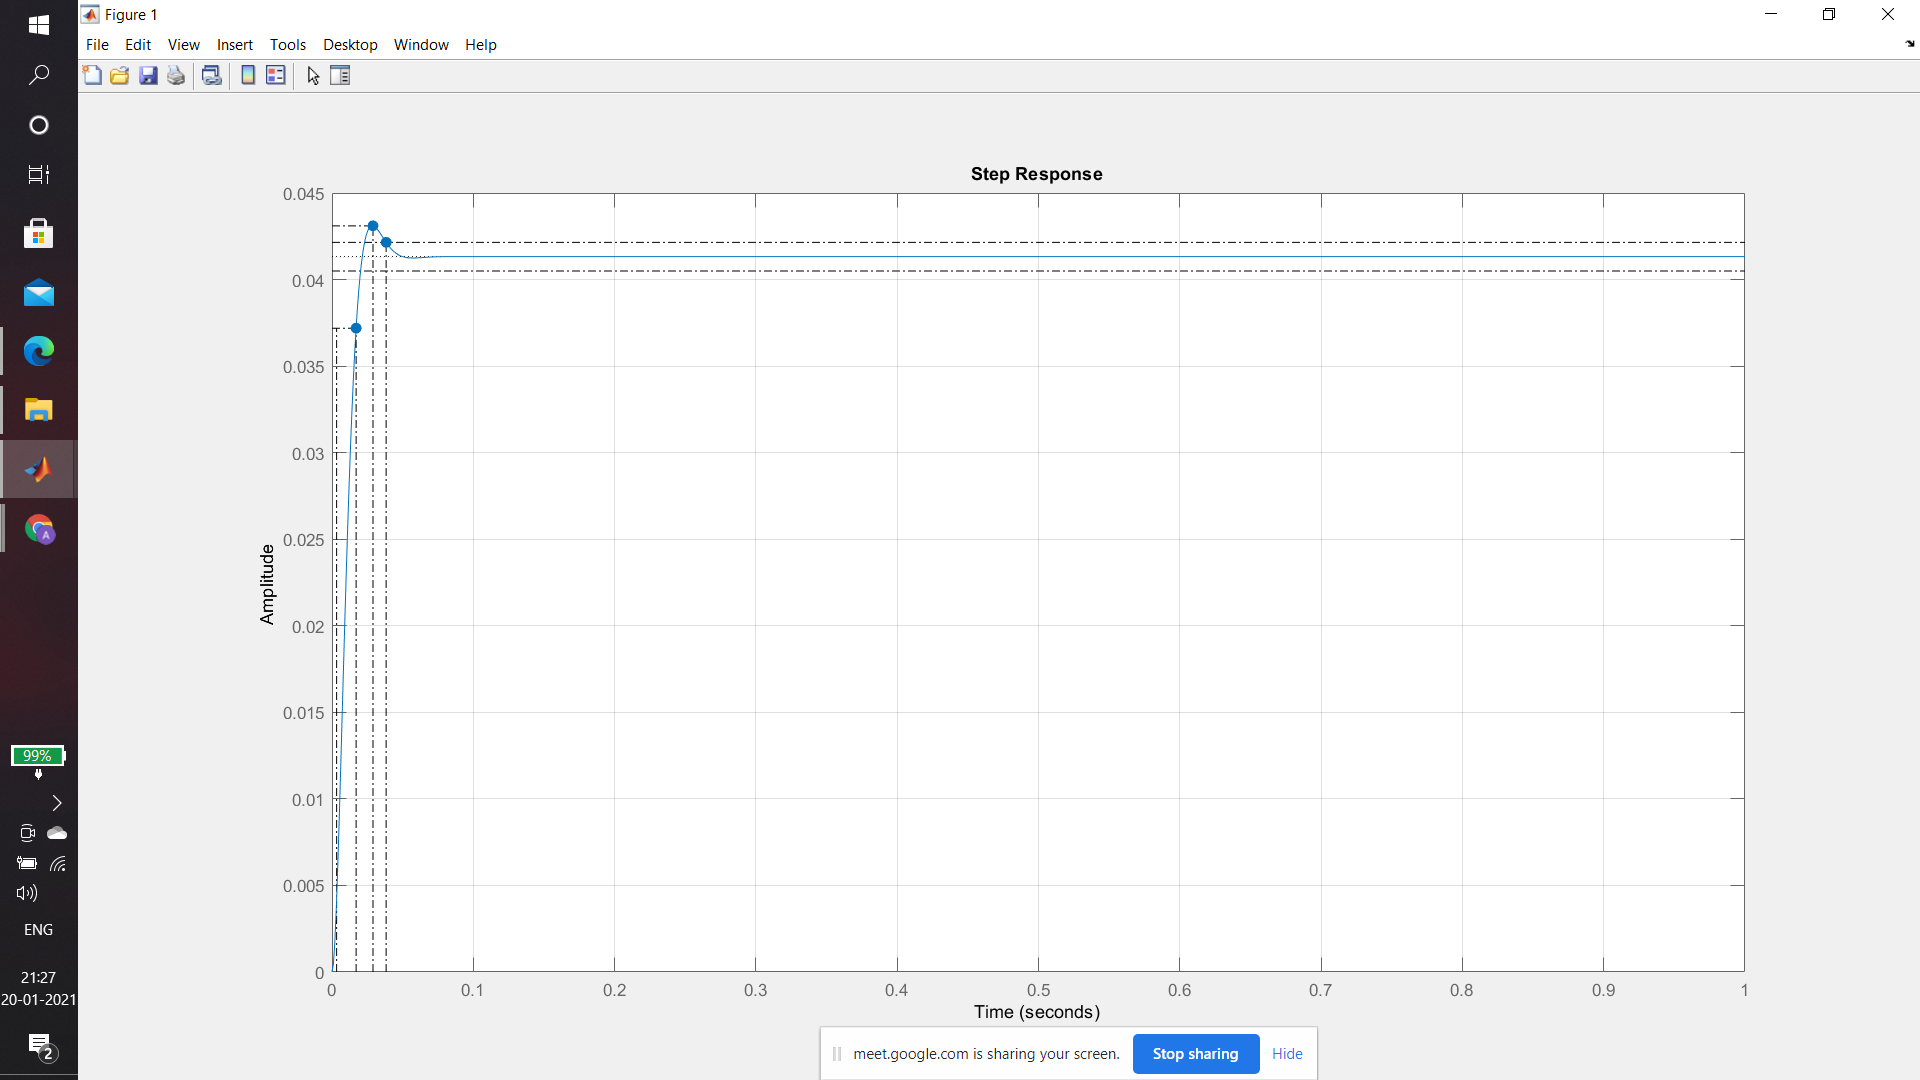 Figure 1
File Edit View Insert Tools Desktop Window Help
Step Response
0.045
0.04
0.035
0.03
0.025
0.02
0.015
0.01
0.005
0
Amplitude
0 0.1 0.2 0.3 0.4 0.5 0.6 0.7 0.8 0.9 1
Time (seconds)
meet.google.com is sharing your screen. Stop sharing Hide
A
99%
ENG
21:27
20-01-2021
2